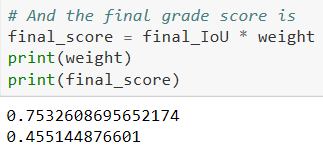 # And the final grade score is
final_score = final_IoU * weight
print(weight)
print(final_score)
0.7532608695652174
0.455144876601